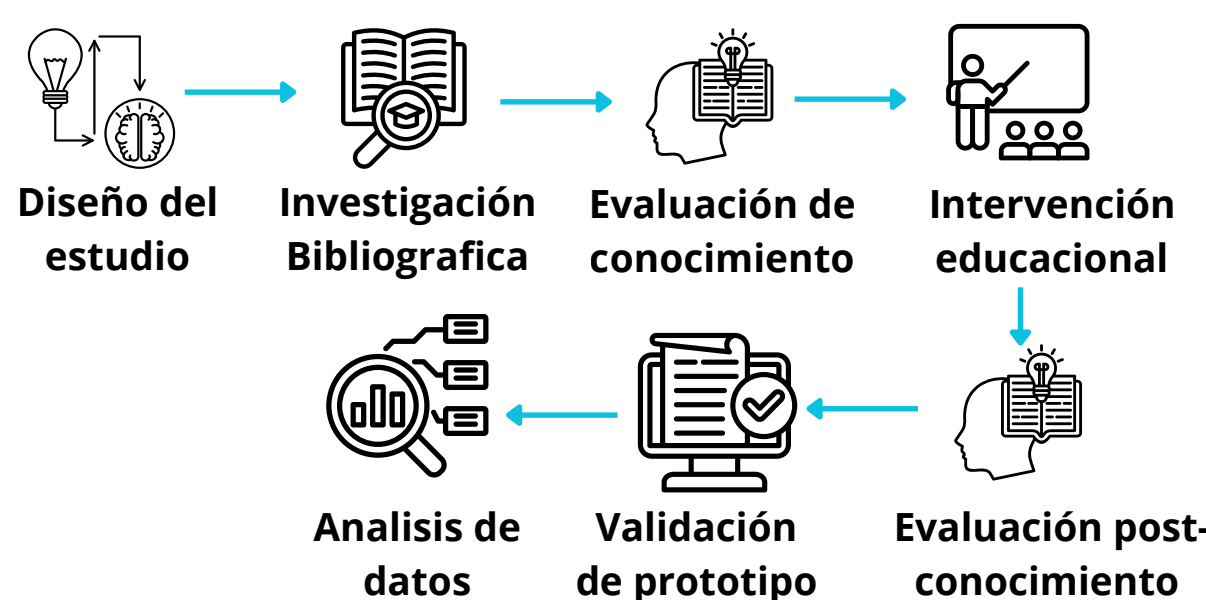 Diseño del
estudio
Investigación
Bibliografica
Evaluación de
conocimiento
Intervención
educacional
Analisis de
datos
Validación
de prototipo
Evaluación post-
conocimiento